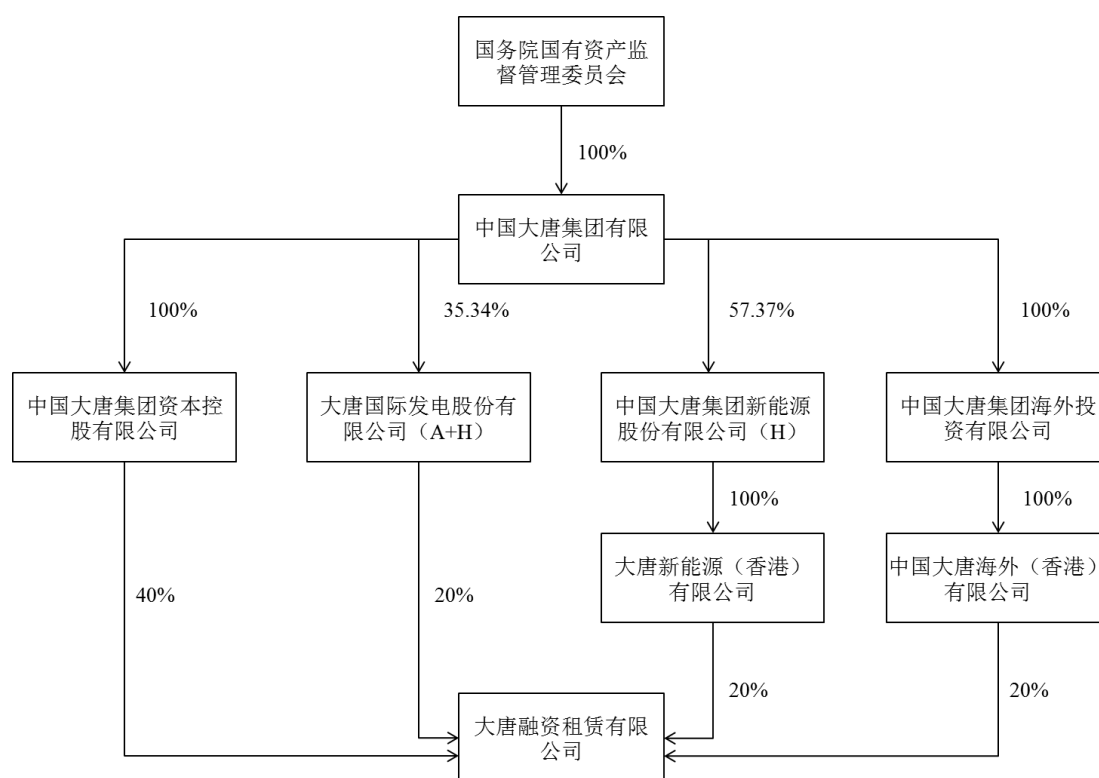 国务院国有资产监
督管理委员会
100%
中国大唐集团有限
公司
100%
35.34%
57.37%
100%
中国大唐集团资本控
股有限公司
大唐国际发电股份有
限公司（A+H）
中国大唐集团新能源
股份有限公司（H）
中国大唐集团海外投
资有限公司
100%
100%
大唐新能源（香港）
有限公司
中国大唐海外（香港）
有限公司
40%
20%
20%
20%
大唐融资租赁有限
公司